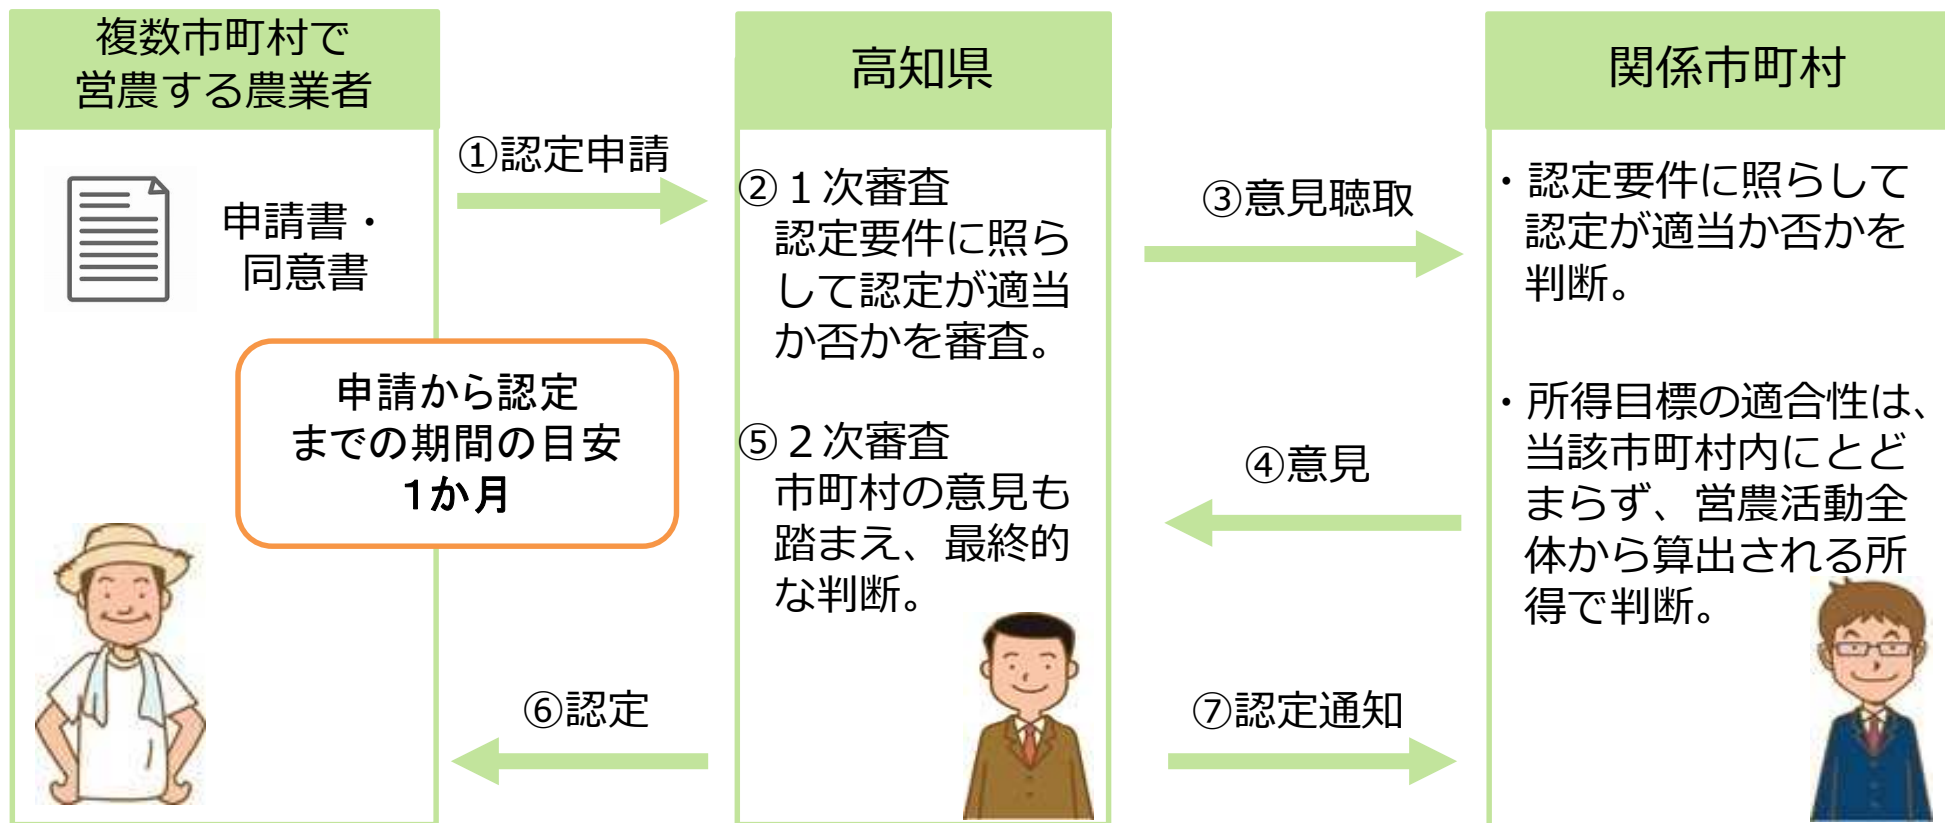 複数市町村で
営農する農業者
申請書・
同意書
申請から認定
までの期間の目安
1か月
①認定申請
高知県
②１次審査
認定要件に照ら
して認定が適当
か否かを審査。
⑤２次審査
市町村の意見も
踏まえ、最終的
な判断。
③意見聴取
④意見
⑥認定
⑦認定通知
関係市町村
・認定要件に照らして
認定が適当か否かを
判断。
・所得目標の適合性は、
当該市町村内にとど
まらず、営農活動全
体から算出される所
得で判断。